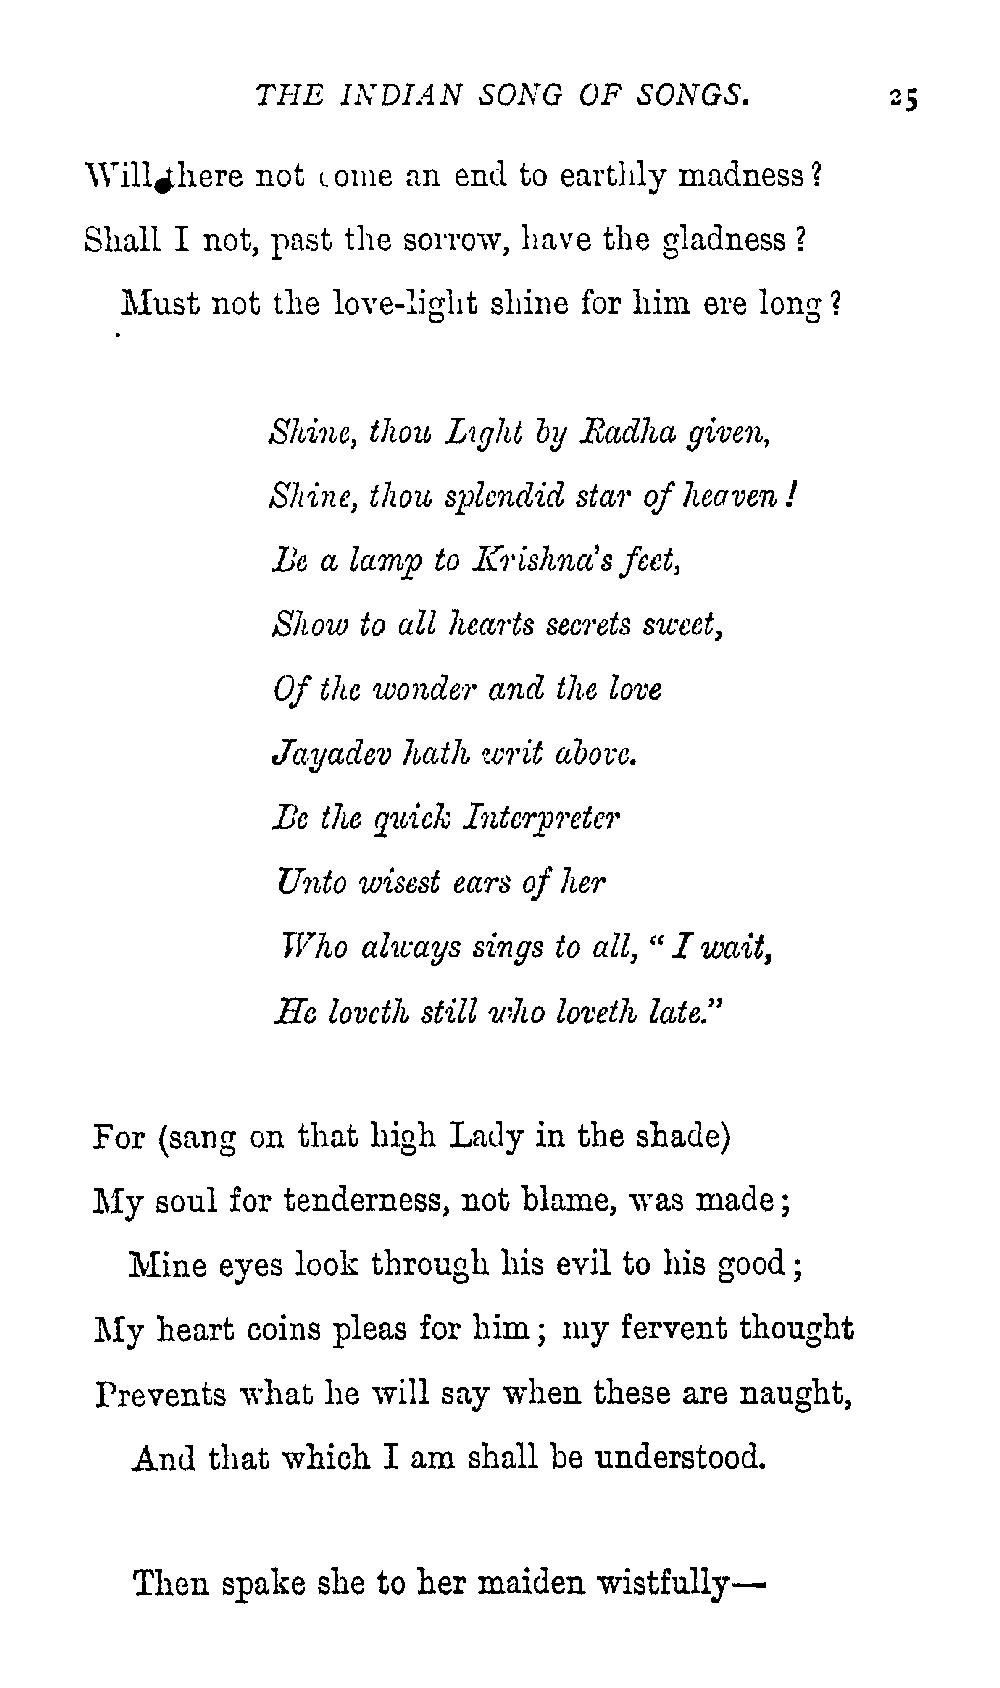 THE INDIAN SONG OF SONGS. 25
Will there not come an end to earthly madness?
Shall I not, past the sorrow, have the gladness?
Must not the love-light shine for him ere long?
Shine, thou Light by Radha given,
Shine, thou splendid star of heaven!
Be a lamp to Krishna's feet,
Show to all hearts secrets sweet,
Of the wonder and the love
Jayadev hath writ above.
Be the quick Interpreter
Unto wisest ears of her
Who always sings to all, "I wait,
He loveth still who loveth late."
For (sang on that high Lady in the shade)
My soul for tenderness, not blame, was made;
Mine eyes look through his evil to his good;
My heart coins pleas for him; my fervent thought
Prevents what he will say when these are naught,
And that which I am shall be understood.
Then spake she to her maiden wistfully—